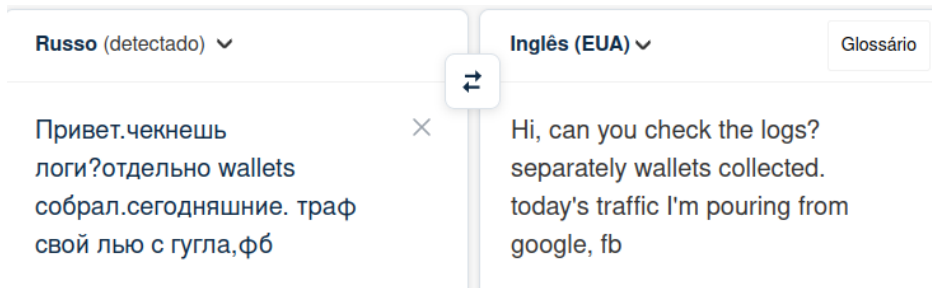 Russo (detectado)
Inglês (EUA)
Glossário
Привет.чекнешь
логи?отдельно wallets
собрал.сегодняшние. траф
свой лью с гугла,фб
Hi, can you check the logs?
separately wallets collected.
today's traffic I'm pouring from
google, fb